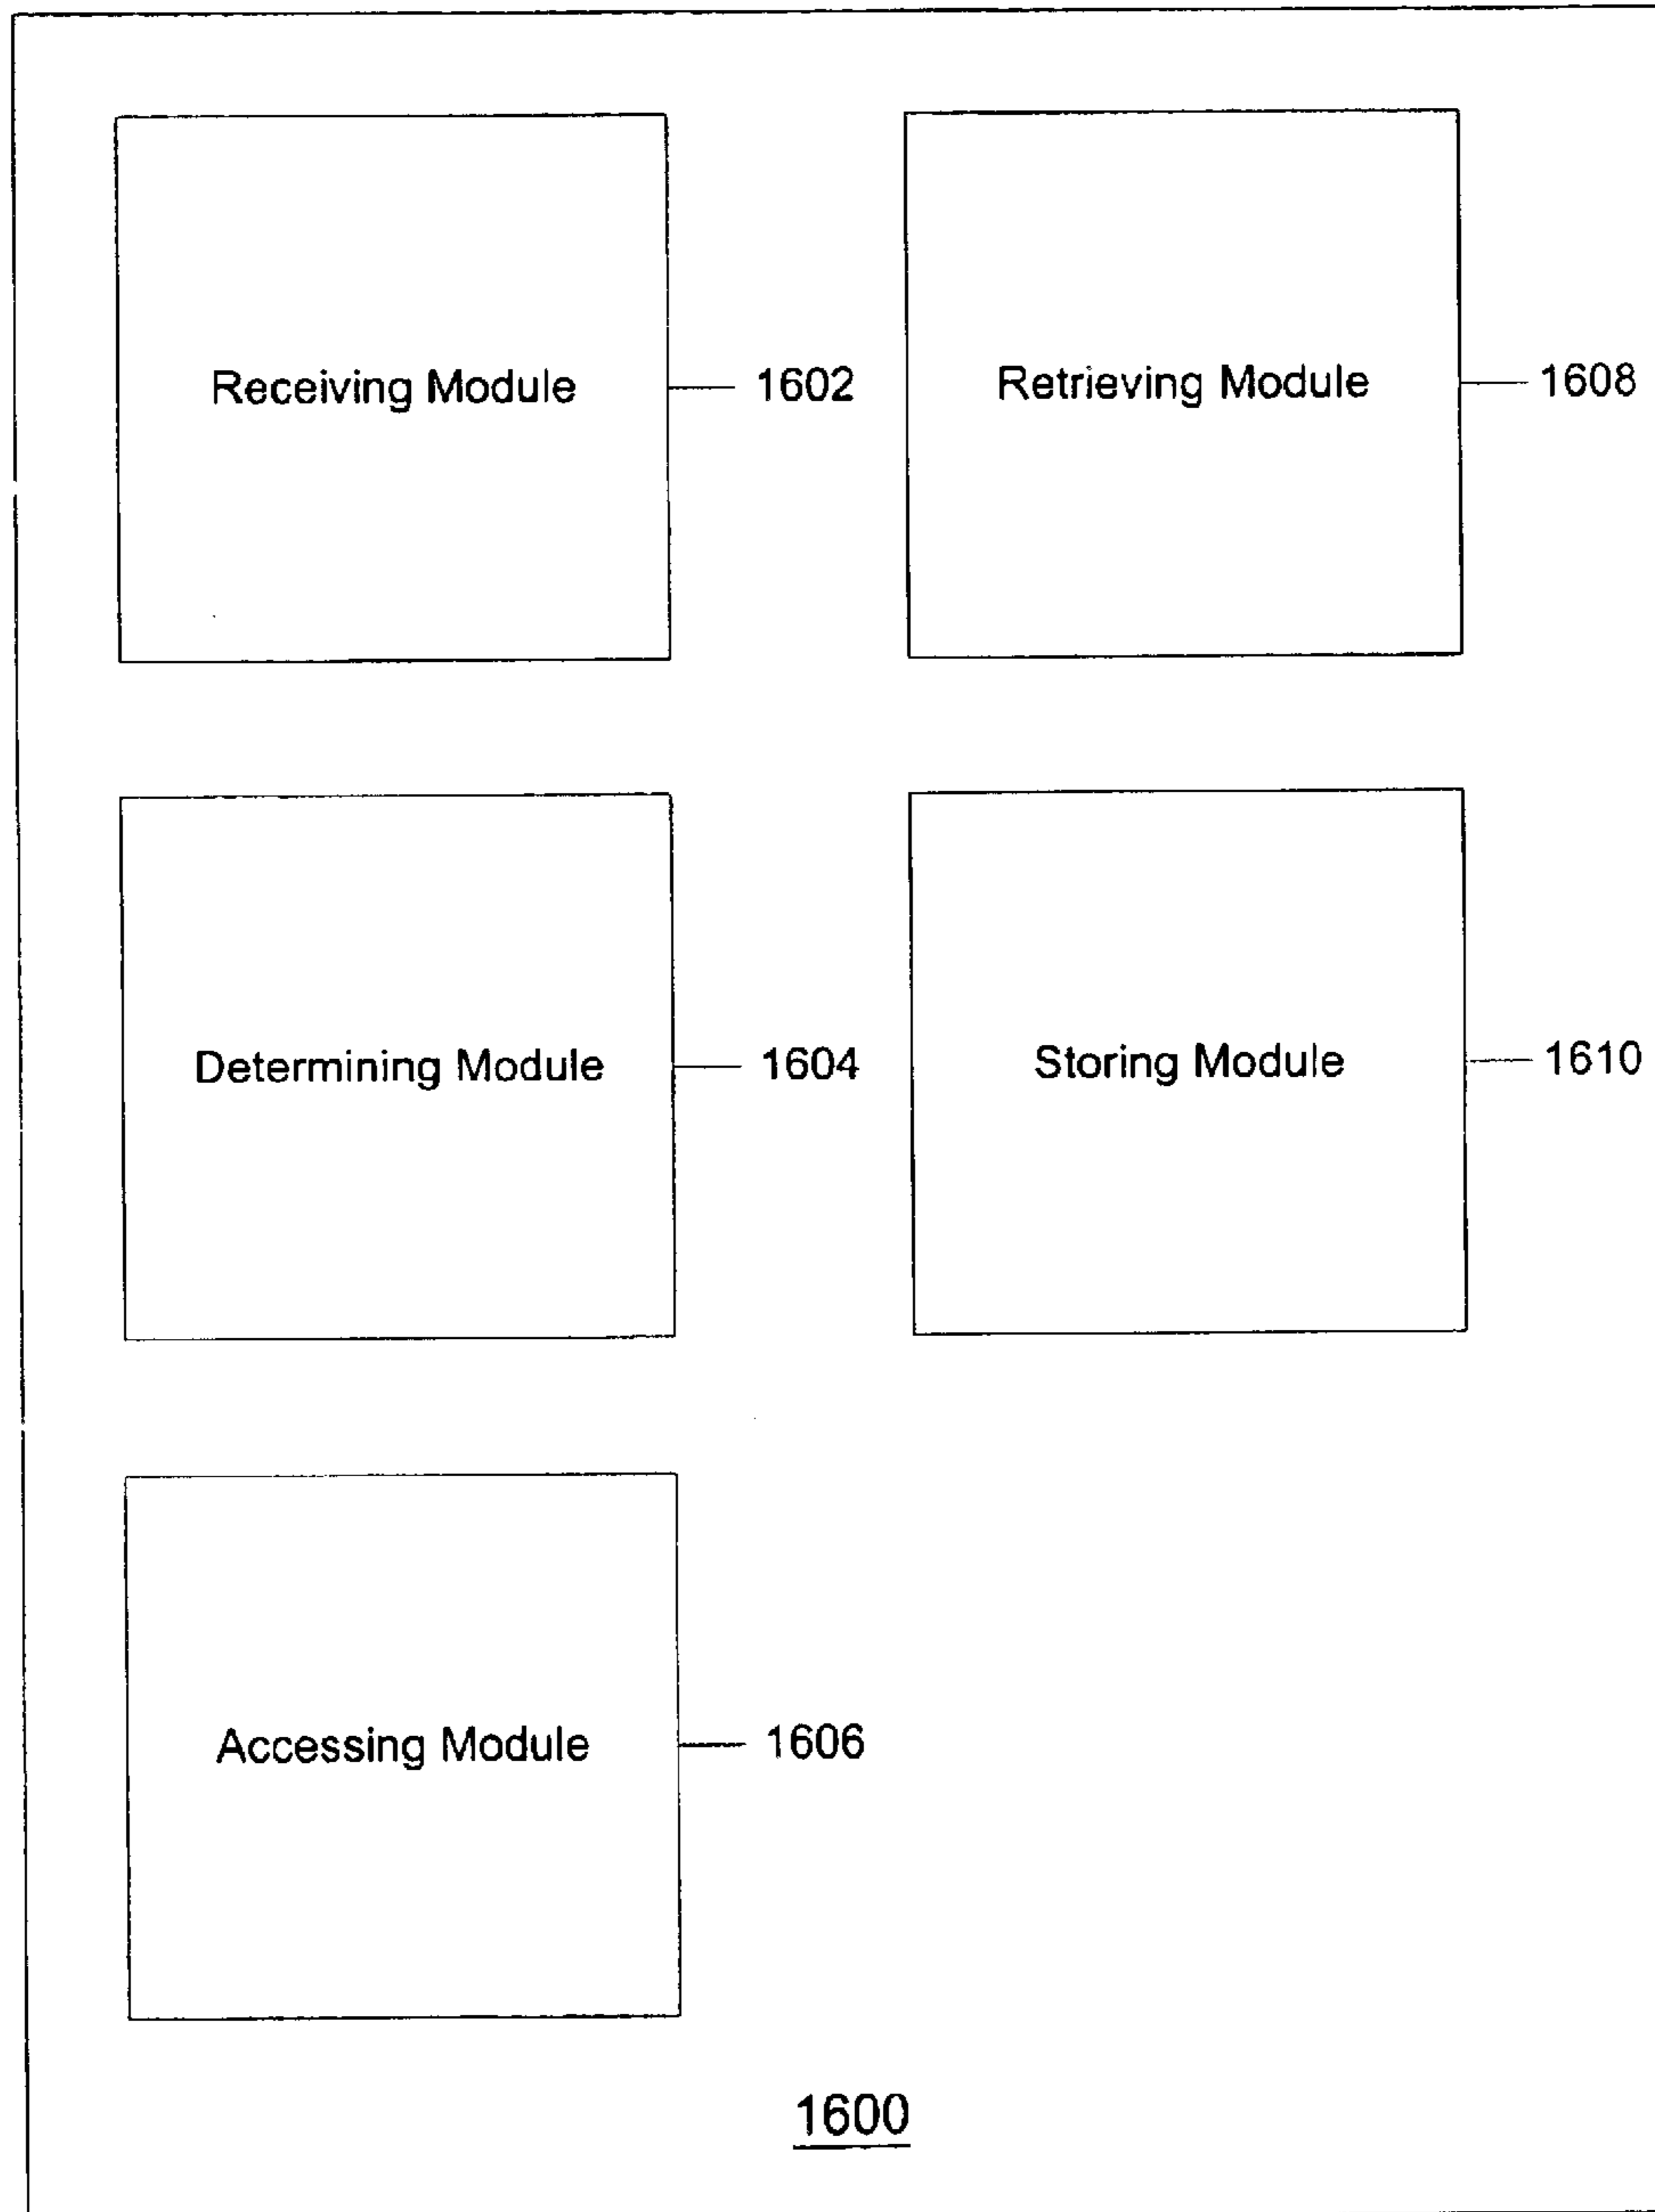 Receiving Module 1602
Retrieving Module 1608
Determining Module 1604
Storing Module 1610
Accessing Module 1606
1600